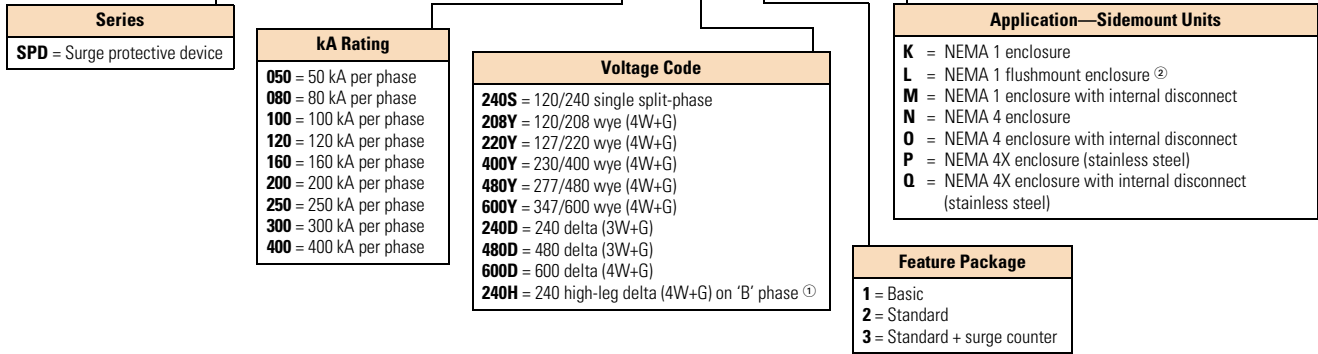 Series
SPD = Surge protective device
kA Rating
050 = 50 kA per phase
080 = 80 kA per phase
100 = 100 kA per phase
120 = 120 kA per phase
160 = 160 kA per phase
200 = 200 kA per phase
250 = 250 kA per phase
300 = 300 kA per phase
400 = 400 kA per phase
Voltage Code
240S = 120/240 single split-phase
208Y = 120/208 wye (4W+G)
220Y = 127/220 wye (4W+G)
400Y = 230/400 wye (4W+G)
480Y = 277/480 wye (4W+G)
600Y = 347/600 wye (4W+G)
240D = 240 delta (3W+G)
480D = 480 delta (3W+G)
600D = 600 delta (4W+G)
240H = 240 high-leg delta (4W+G) on ‘B’ phase ①
Application—Sidemount Units
K = NEMA 1 enclosure
L = NEMA 1 flushmount enclosure ②
M = NEMA 1 enclosure with internal disconnect
N = NEMA 4 enclosure
O = NEMA 4 enclosure with internal disconnect
P = NEMA 4X enclosure (stainless steel)
Q = NEMA 4X enclosure with internal disconnect
(stainless steel)
Feature Package
1 = Basic
2 = Standard
3 = Standard + surge counter